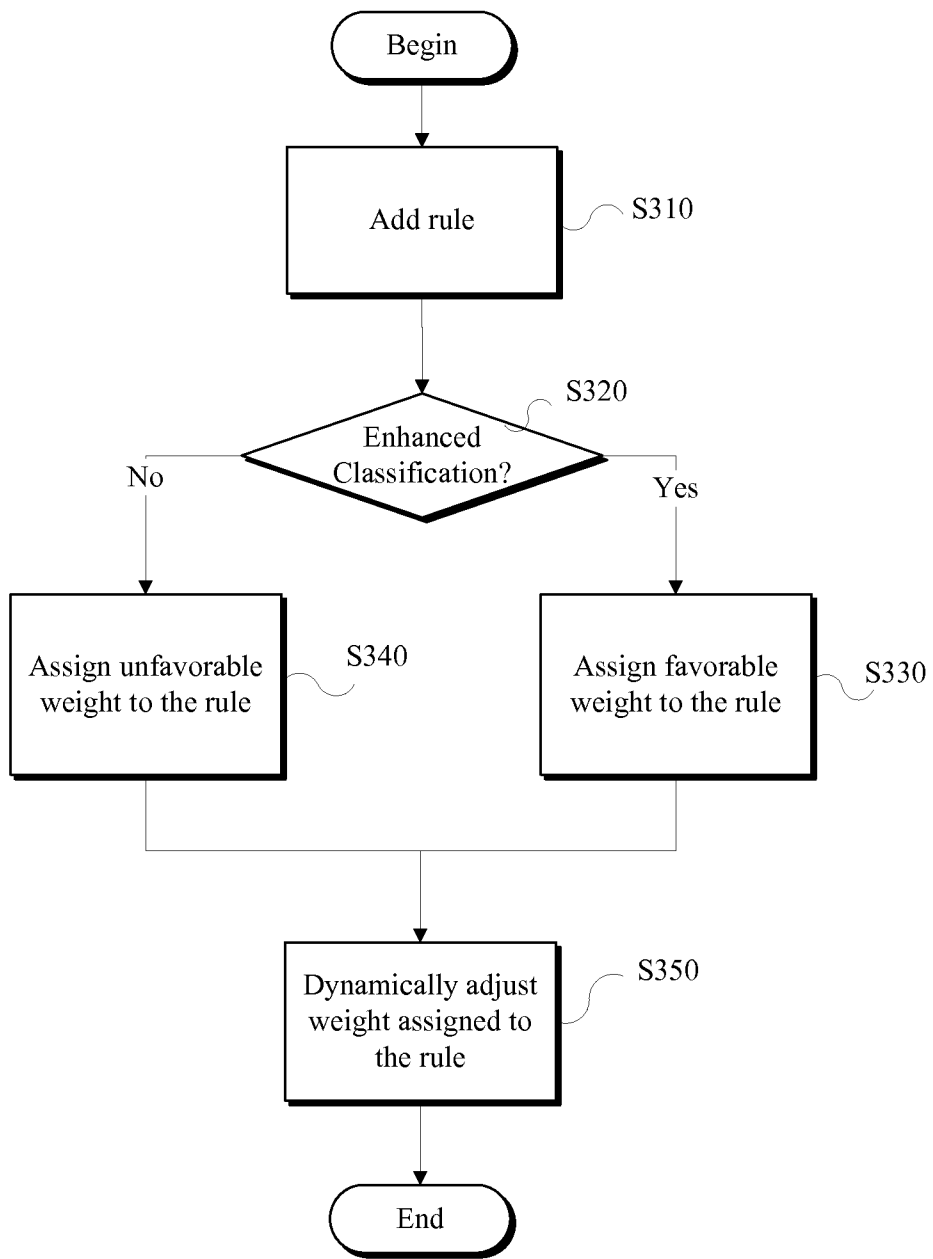 Begin
Add rule
S310
S320
Enhanced
Classification?
No
Yes
Assign unfavorable
weight to the rule
S340
Assign favorable
weight to the rule
S330
Dynamically adjust
weight assigned to
the rule
S350
End